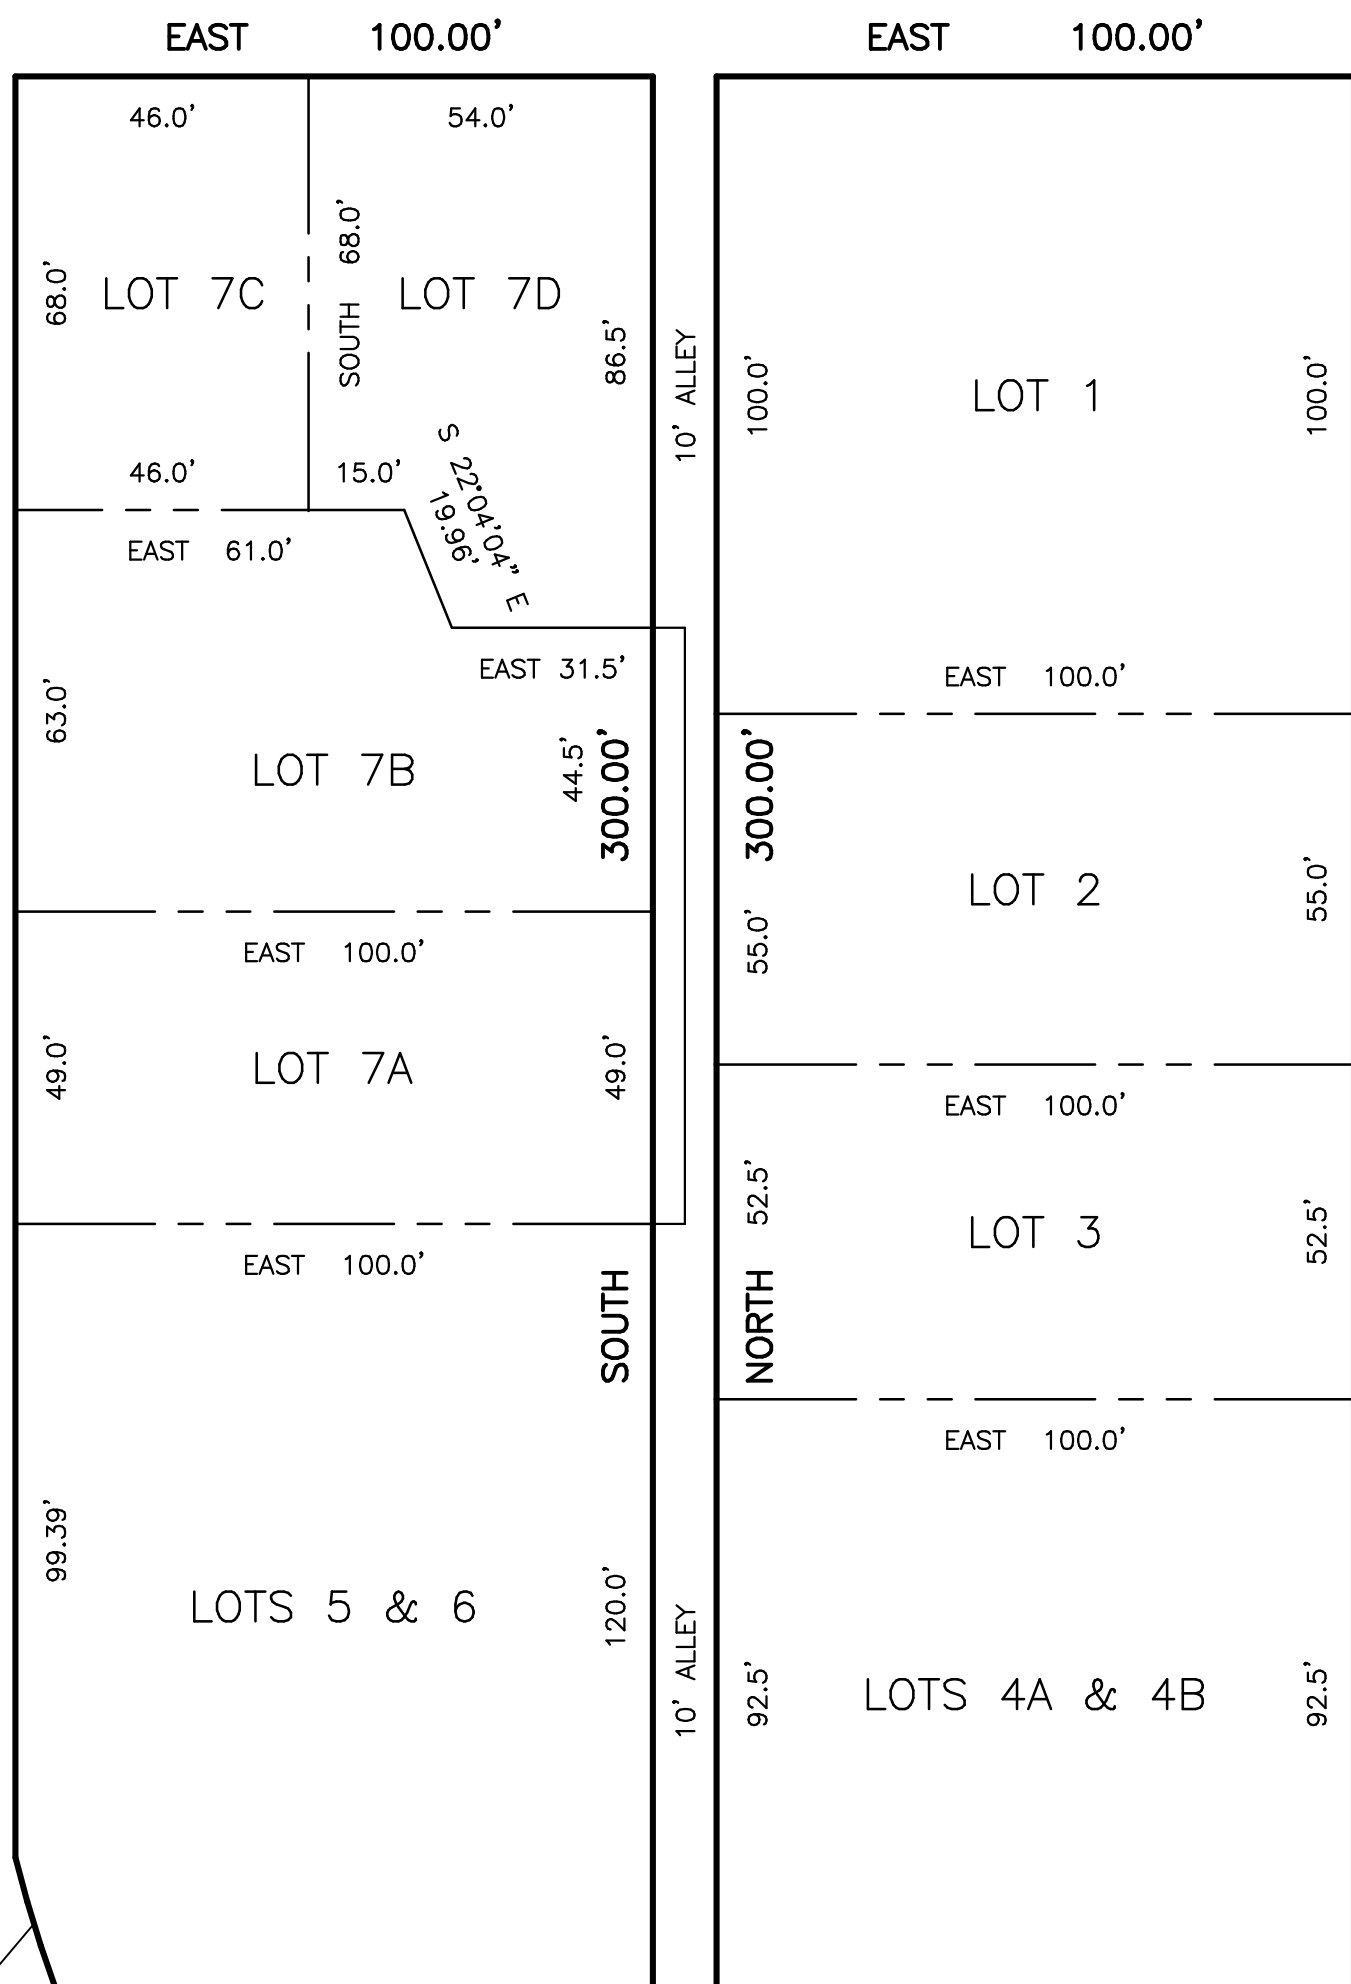 EAST 100.00'
EAST 100.00'
46.0'
54.0'
SOUTH 68.0'
68.0'
LOT 7C
LOT 7D
86.5'
10' ALLEY
100.0'
LOT 1
100.0'
46.0'
15.0'
S 22°04'04" E
19.96'
EAST 61.0'
EAST 31.5'
EAST 100.0'
63.0'
LOT 7B
44.5'
SOUTH 300.00'
NORTH 300.00'
55.0'
LOT 2
55.0'
EAST 100.0'
49.0'
LOT 7A
49.0'
EAST 100.0'
52.5'
LOT 3
52.5'
EAST 100.0'
EAST 100.0'
99.39'
LOTS 5 & 6
120.0'
10' ALLEY
92.5'
LOTS 4A & 4B
92.5'